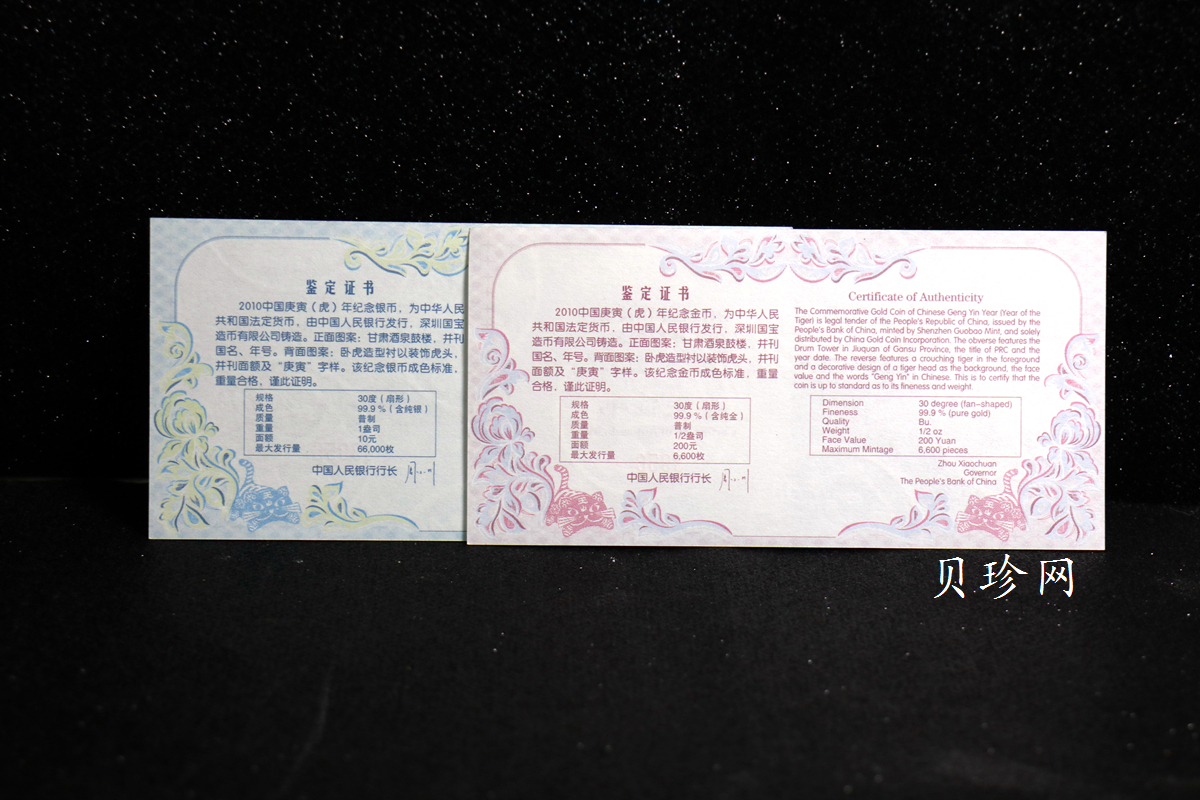 鉴定证书
2010中国庚寅（虎）年纪念银币，为中华人民
共和国法定货币，由中国人民银行发行，深圳国宝
造币有限公司铸造。正面图案：甘肃酒泉鼓楼，并刊
国名、年号。背面图案：卧虎造型衬以装饰虎头，
并刊面额及“庚寅”字样。该纪念银币成色标准，
重量合格，谨此证明。
规格 30度（扇形）
成色 99.9％（含纯银）
质量 普制
重量 1盎司
面额 10元
最大发行量 66,000枚
中国人民银行行长
鉴定证书
2010中国庚寅（虎）年纪念金币，为中华人民
共和国法定货币，由中国人民银行发行，深圳国宝
造币有限公司铸造。正面图案：甘肃酒泉鼓楼，并刊
国名、年号。背面图案：卧虎造型衬以装饰虎头，并刊
面额及“庚寅”字样。该纪念金币成色标准，重量
合格，谨此证明。
规格 30度（扇形）
成色 99.9％（含纯金）
质量 普制
重量 1/2盎司
面额 200元
最大发行量 6,600枚
中国人民银行行长
Certificate of Authenticity
The Commemorative Gold Coin of Chinese Geng Yin Year (Year of the
Tiger) is legal tender of the People's Republic of China, issued by the
People's Bank of China, minted by Shenzhen Guobao Mint, and solely
distributed by China Gold Coin Incorporation. The obverse features the
Drum Tower in Jiuquan of Gansu Province, the title of PRC and the
year date. The reverse features a crouching tiger in the foreground
and a decorative design of a tiger head as the background, the face
value and the words "Geng Yin" in Chinese. This is to certify that the
coin is up to standard as to its fineness and weight.
Dimension 30 degree (fan-shaped)
Fineness 99.9 % (pure gold)
Quality Bu.
Weight 1/2 oz
Face Value 200 Yuan
Maximum Mintage 6,600 pieces
Zhou Xiaochuan
Governor
The People's Bank of China
贝珍网